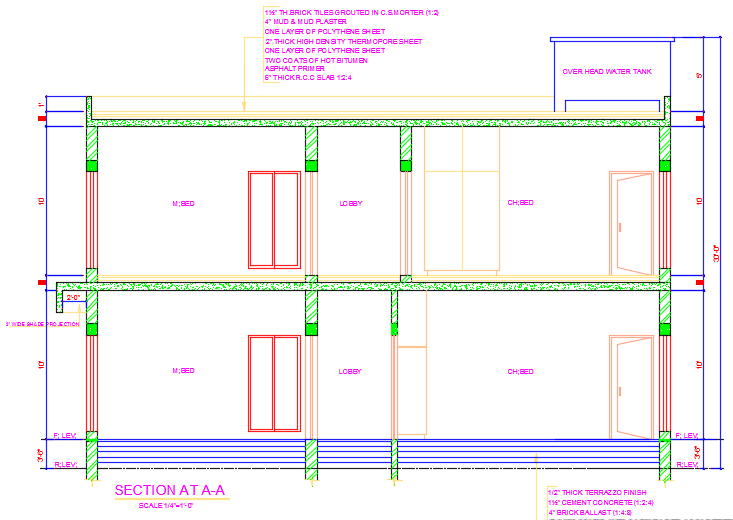 1½" TH.BRICK TILES GROUTED IN C.S.MORTER (1:2)
4" MUD & MUD PLASTER
ONE LAYER OF POLYTHENE SHEET
2" THICK HIGH DENSITY THERMOPORE SHEET
ONE LAYER OF POLYTHENE SHEET
TWO COATS OF HOT BITUMEN
ASPHALT PRIMER
6" THICK R.C.C SLAB 1:2:4
OVER HEAD WATER TANK
5'
1'
M;BED
LOBBY
CH;BED
10'
10'
30'-0"
2'-0"
WIDE SHADE PROJECTION
M;BED
LOBBY
CH;BED
10'
10'
F; LEV;
F; LEV;
3'-6"
3'-6"
R;LEV;
R;LEV;
SECTION AT A-A
SCALE 1/4"=1'-0"
1/2" THICK TERRAZZO FINISH
1½" CEMENT CONCRETE (1:2:4)
4" BRICK BALLAST (1:4:8)